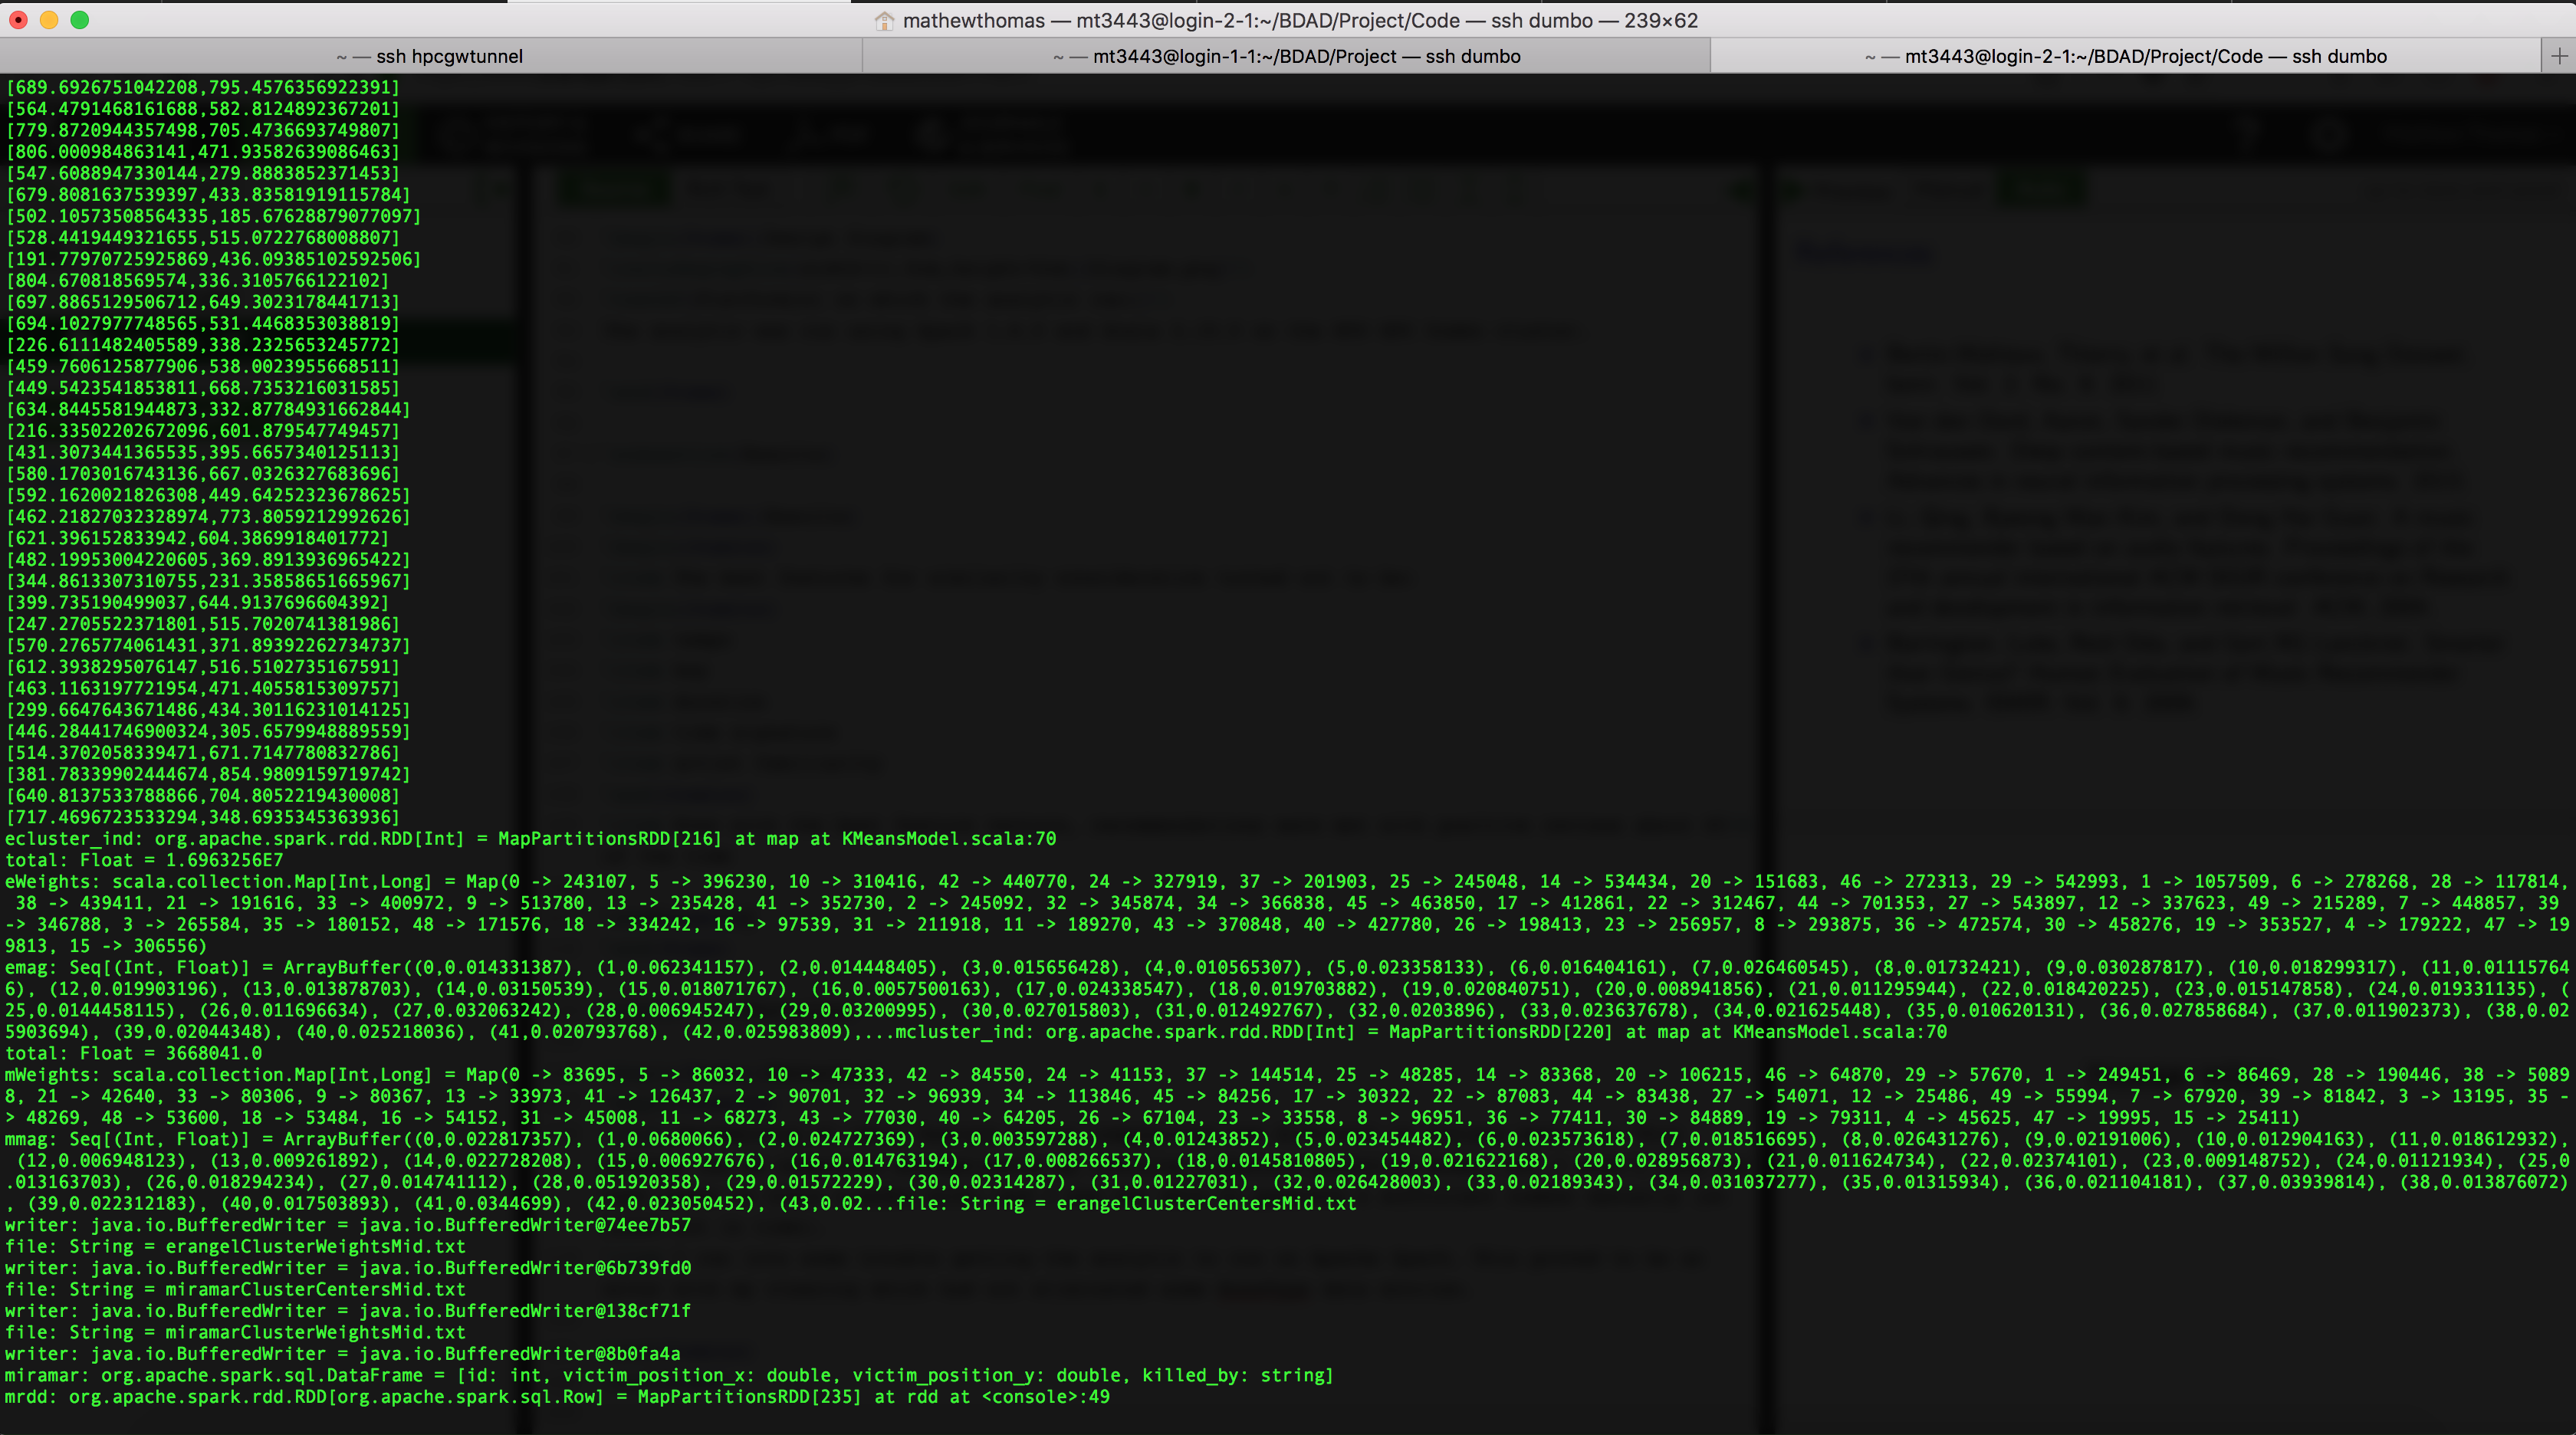 mathewthomas — mt3443@login-2-1:~/BDAD/Project/Code — ssh dumbo — 239×62
~ — ssh hpcgwtunnel
~ — mt3443@login-1-1:~/BDAD/Project — ssh dumbo
~ — mt3443@login-2-1:~/BDAD/Project/Code — ssh dumbo
[689.6926751042208,795.4576356922391]
[564.4791468161688,582.8124892367201]
[779.8720944357498,705.4736693749807]
[806.000984863141,471.93582639086463]
[547.6088947330144,279.8883852371453]
[679.8081637539397,433.83581919115784]
[502.10573508564335,185.67628879077097]
[528.4419449321655,515.0722768008807]
[191.77970725925869,436.09385102592506]
[804.670818569574,336.3105766122102]
[697.8865129506712,649.3023178441713]
[694.1027977748565,531.4468353038819]
[226.6111482405589,338.2325653245772]
[459.7606125877906,538.0023955668511]
[449.5423541853811,668.7353216031585]
[634.8445581944873,332.87784931662844]
[216.33502202672096,601.879547749457]
[431.3073441365535,395.6657340125113]
[580.1703016743136,667.0326327683696]
[592.1620021826308,449.64252323678625]
[462.21827032328974,773.8059212992626]
[621.396152833942,604.3869918401772]
[482.19953004220605,369.8913936965422]
[344.8613307310755,231.35858651665967]
[399.735190499037,644.9137696604392]
[247.2705522371801,515.7020741381986]
[570.2765774061431,371.89392262734737]
[612.3938295076147,516.5102735167591]
[463.1163197721954,471.4055815309757]
[299.6647643671486,434.30116231014125]
[446.28441746900324,305.6579948889559]
[514.3702058339471,671.7147780832786]
[381.78339902444674,854.9809159719742]
[640.8137533788866,704.8052219430008]
[717.4696723533294,348.6935345363936]
ecluster_ind: org.apache.spark.rdd.RDD[Int] = MapPartitionsRDD[216] at map at KMeansModel.scala:70
total: Float = 1.6963256E7
eWeights: scala.collection.Map[Int,Long] = Map(0 -> 243107, 5 -> 396230, 10 -> 310416, 42 -> 440770, 24 -> 327919, 37 -> 201903, 25 -> 245048, 14 -> 534434, 20 -> 151683, 46 -> 272313, 29 -> 542993, 1 -> 1057509, 6 -> 278268, 28 -> 117814,
 38 -> 439411, 21 -> 191616, 33 -> 400972, 9 -> 513780, 13 -> 235428, 41 -> 352730, 2 -> 245092, 32 -> 345874, 34 -> 366838, 45 -> 463850, 17 -> 412861, 22 -> 312467, 44 -> 701353, 27 -> 543897, 12 -> 337623, 49 -> 215289, 7 -> 448857, 39
-> 346788, 3 -> 265584, 35 -> 180152, 48 -> 171576, 18 -> 334242, 16 -> 97539, 31 -> 211918, 11 -> 189270, 43 -> 370848, 40 -> 427780, 26 -> 198413, 23 -> 256957, 8 -> 293875, 36 -> 472574, 30 -> 458276, 19 -> 353527, 4 -> 179222, 47 -> 19
9813, 15 -> 306556)
emag: Seq[(Int, Float)] = ArrayBuffer((0,0.014331387), (1,0.062341157), (2,0.014448405), (3,0.015656428), (4,0.010565307), (5,0.023358133), (6,0.016404161), (7,0.026460545), (8,0.01732421), (9,0.030287817), (10,0.018299317), (11,0.01115764
6), (12,0.019903196), (13,0.013878703), (14,0.03150539), (15,0.018071767), (16,0.0057500163), (17,0.024338547), (18,0.019703882), (19,0.020840751), (20,0.008941856), (21,0.011295944), (22,0.018420225), (23,0.015147858), (24,0.019331135), (
25,0.0144458115), (26,0.011696634), (27,0.032063242), (28,0.006945247), (29,0.03200995), (30,0.027015803), (31,0.012492767), (32,0.0203896), (33,0.023637678), (34,0.021625448), (35,0.010620131), (36,0.027858684), (37,0.011902373), (38,0.02
5903694), (39,0.02044348), (40,0.025218036), (41,0.020793768), (42,0.025983809),...mcluster_ind: org.apache.spark.rdd.RDD[Int] = MapPartitionsRDD[220] at map at KMeansModel.scala:70
total: Float = 3668041.0
mWeights: scala.collection.Map[Int,Long] = Map(0 -> 83695, 5 -> 86032, 10 -> 47333, 42 -> 84550, 24 -> 41153, 37 -> 144514, 25 -> 48285, 14 -> 83368, 20 -> 106215, 46 -> 64870, 29 -> 57670, 1 -> 249451, 6 -> 86469, 28 -> 190446, 38 -> 5089
8, 21 -> 42640, 33 -> 80306, 9 -> 80367, 13 -> 33973, 41 -> 126437, 2 -> 90701, 32 -> 96939, 34 -> 113846, 45 -> 84256, 17 -> 30322, 22 -> 87083, 44 -> 83438, 27 -> 54071, 12 -> 25486, 49 -> 55994, 7 -> 67920, 39 -> 81842, 3 -> 13195, 35 -
> 48269, 48 -> 53600, 18 -> 53484, 16 -> 54152, 31 -> 45008, 11 -> 68273, 43 -> 77030, 40 -> 64205, 26 -> 67104, 23 -> 33558, 8 -> 96951, 36 -> 77411, 30 -> 84889, 19 -> 79311, 4 -> 45625, 47 -> 19995, 15 -> 25411)
mmag: Seq[(Int, Float)] = ArrayBuffer((0,0.022817357), (1,0.0680066), (2,0.024727369), (3,0.003597288), (4,0.01243852), (5,0.023454482), (6,0.023573618), (7,0.018516695), (8,0.026431276), (9,0.02191006), (10,0.012904163), (11,0.018612932),
 (12,0.006948123), (13,0.009261892), (14,0.022728208), (15,0.006927676), (16,0.014763194), (17,0.008266537), (18,0.0145810805), (19,0.021622168), (20,0.028956873), (21,0.011624734), (22,0.02374101), (23,0.009148752), (24,0.01121934), (25,0
.013163703), (26,0.018294234), (27,0.014741112), (28,0.051920358), (29,0.01572229), (30,0.02314287), (31,0.01227031), (32,0.026428003), (33,0.02189343), (34,0.031037277), (35,0.01315934), (36,0.021104181), (37,0.03939814), (38,0.013876072)
, (39,0.022312183), (40,0.017503893), (41,0.0344699), (42,0.023050452), (43,0.02...file: String = erangelClusterCentersMid.txt
writer: java.io.BufferedWriter = java.io.BufferedWriter@74ee7b57
file: String = erangelClusterWeightsMid.txt
writer: java.io.BufferedWriter = java.io.BufferedWriter@6b739fd0
file: String = miramarClusterCentersMid.txt
writer: java.io.BufferedWriter = java.io.BufferedWriter@138cf71f
file: String = miramarClusterWeightsMid.txt
writer: java.io.BufferedWriter = java.io.BufferedWriter@8b0fa4a
miramar: org.apache.spark.sql.DataFrame = [id: int, victim_position_x: double, victim_position_y: double, killed_by: string]
mrdd: org.apache.spark.rdd.RDD[org.apache.spark.sql.Row] = MapPartitionsRDD[235] at rdd at <console>:49